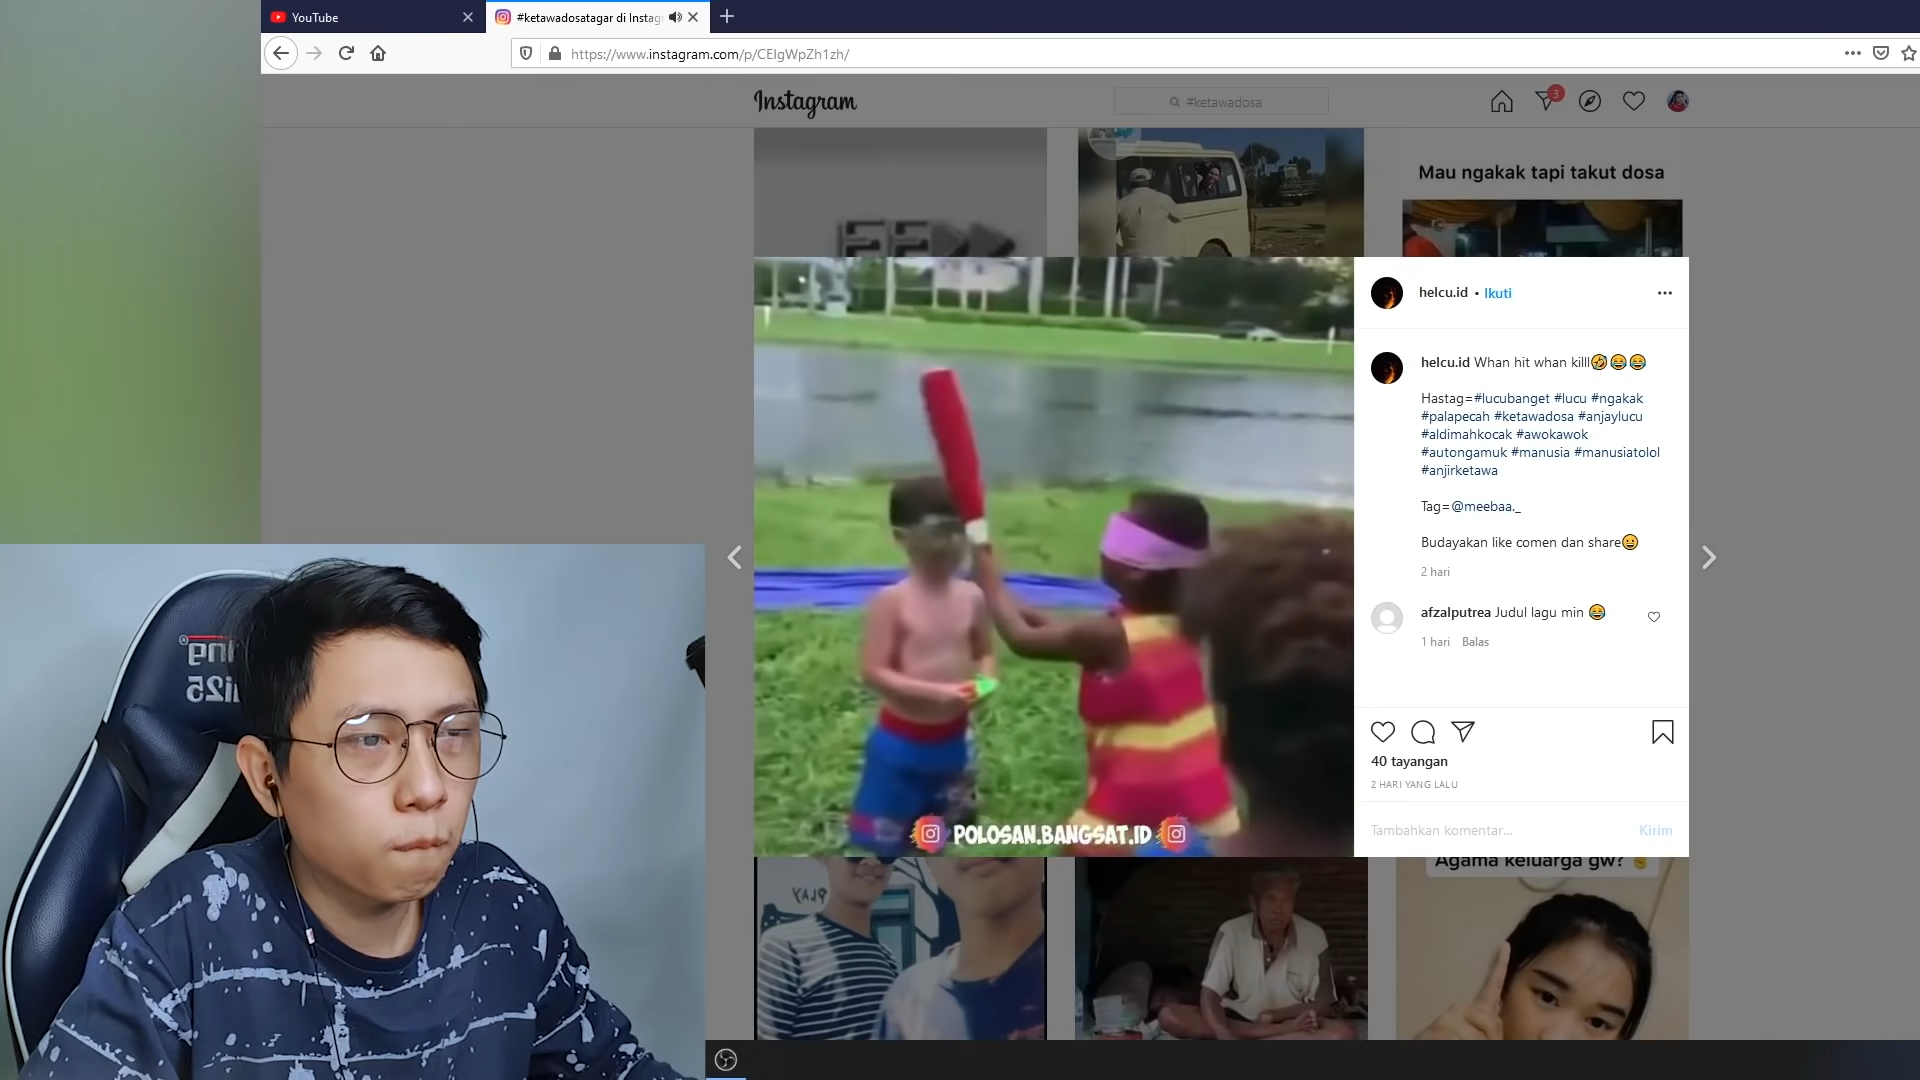 YouTube
#ketawadosatagar di Instag
https://www.instagram.com/p/CEIgWpZh1zh/
Instagram
#ketawadosa
3
Mau ngakak tapi takut dosa
helcu.id • Ikuti
helcu.id Whan hit whan killl🤣😂😂
Hastag=#lucubanget #lucu #ngakak
#palapecah #ketawadosa #anjaylucu
#aldimahkocak #awokawok
#autongamuk #manusia #manusiatolol
#anjirketawa
Tag=@meebaa._
Budayakan like comen dan share😀
2 hari
afzalputrea Judul lagu min 😂
1 hari Balas
40 tayangan
2 HARI YANG LALU
Tambahkan komentar... Kirim
POLOSAN.BANGSAT.ID
Agama keluarga gw?
PLAY